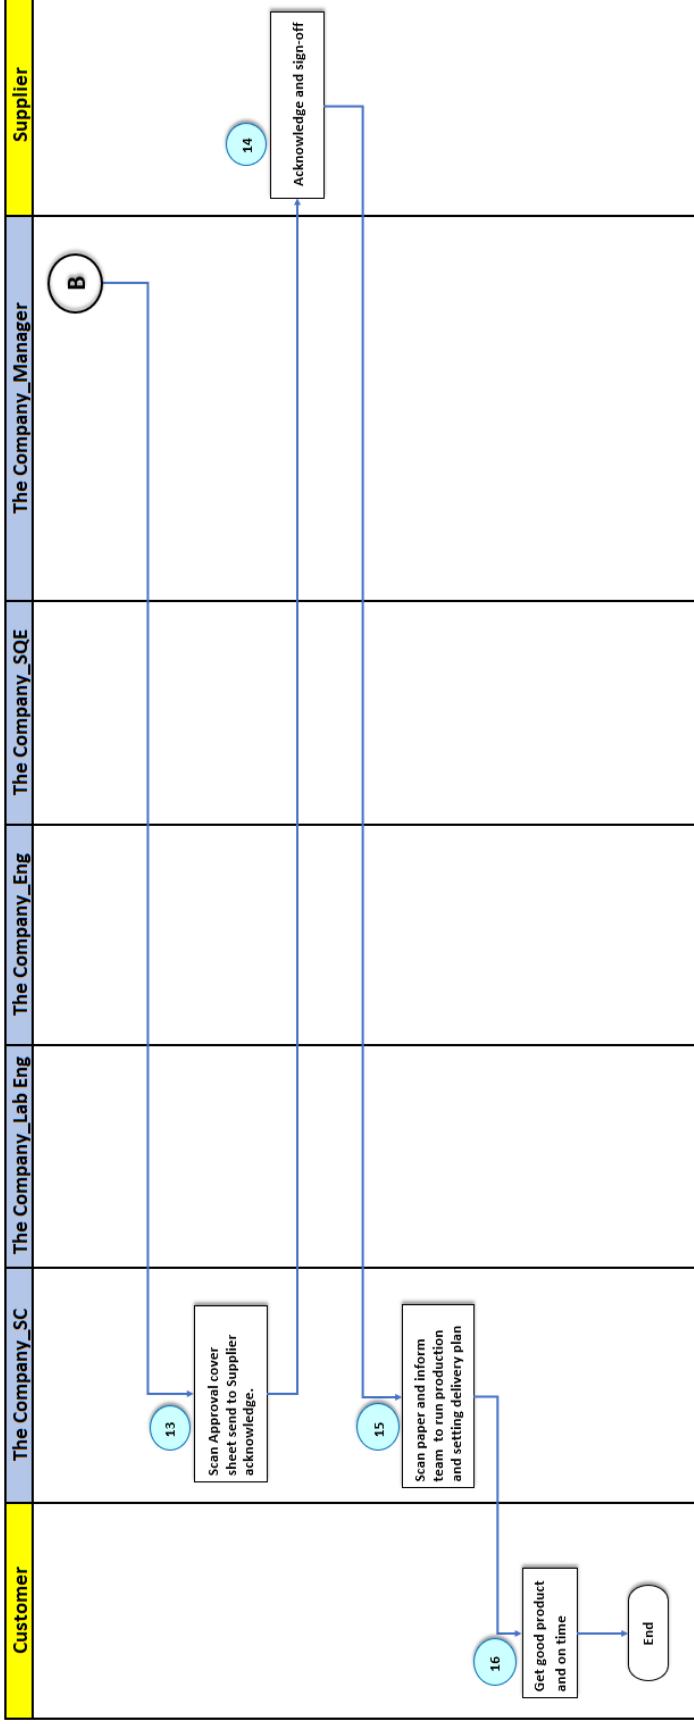 Customer
The Company_SC
The Company_Lab Eng
The Company_Eng
The Company_SQE
The Company_Manager
Supplier
B
13
Scan Approval cover
sheet send to Supplier
acknowledge.
14
Acknowledge and sign-off
15
Scan paper and inform
team to run production
and setting delivery plan
16
Get good product
and on time
End